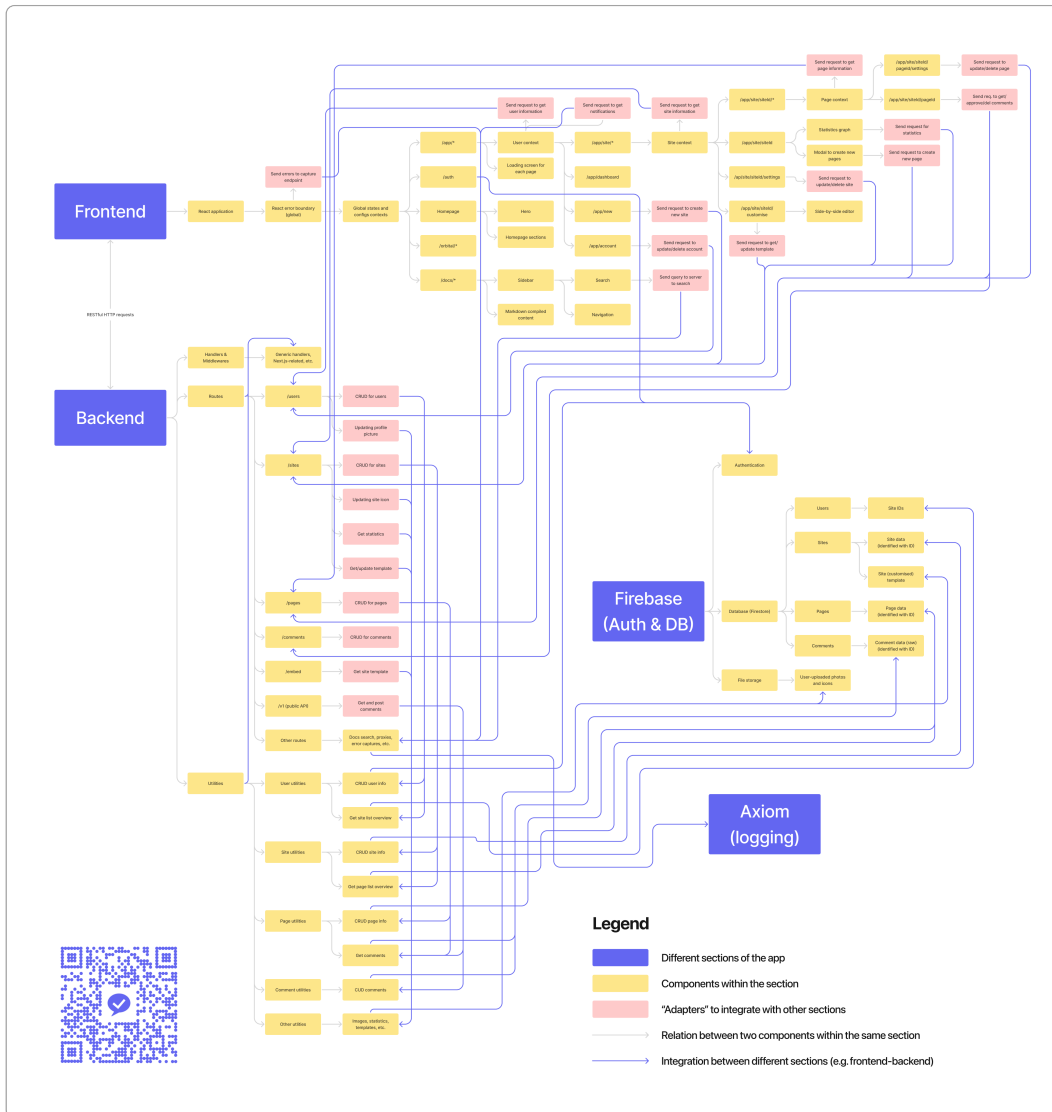 Send request to get
page information
/app/site/siteId/
pageId/settings
Send request to
update/delete page
Send request to get
user information
Send request to get
notifications
Send request to get
site information
/app/site/siteId/*
Page context
/app/site/siteId/pageId
Send req. to get/
approve/del comments
/app/*
User context
/app/site/*
Site context
/app/site/siteId
Statistics graph
Send request for
statistics
Loading screen for
each page
Modal to create new
pages
Send request to create
new page
Send errors to capture
endpoint
/auth
/app/dashboard
/api/site/siteId/settings
Send request to
update/delete site
Frontend
React application
React error boundary
(global)
Global states and
configs contexts
Homepage
Hero
/app/new
Send request to create
new site
/app/site/siteId/
customise
Side-by-side editor
Homepage sections
/orbital/*
/app/account
Send request to
update/delete account
Send request to get/
update template
/docs/*
Sidebar
Search
Send query to server
to search
Markdown compiled
content
Navigation
RESTful HTTP requests
Handlers &
Middlewares
Generic handlers,
Next.js-related, etc.
Backend
Routes
/users
CRUD for users
Updating profile
picture
/sites
CRUD for sites
Authentication
Updating site icon
Users
Site IDs
Get statistics
Sites
Site data
(identified with ID)
Get/update template
Site (customised)
template
/pages
CRUD for pages
Firebase
(Auth & DB)
Database (Firestore)
Pages
Page data
(identified with ID)
/comments
CRUD for comments
Comments
Comment data (raw)
(identified with ID)
/embed
Get site template
File storage
User-uploaded photos
and icons
/v1 (public API)
Get and post
comments
Other routes
Docs search, proxies,
error captures, etc.
Utilities
User utilities
CRUD user info
Get site list overview
Axiom
(logging)
Site utilities
CRUD site info
Get page list overview
Page utilities
CRUD page info
Get comments
Comment utilities
CUD comments
Other utilities
Images, statistics,
templates, etc.
Legend
Different sections of the app
Components within the section
“Adapters” to integrate with other sections
Relation between two components within the same section
Integration between different sections (e.g. frontend-backend)